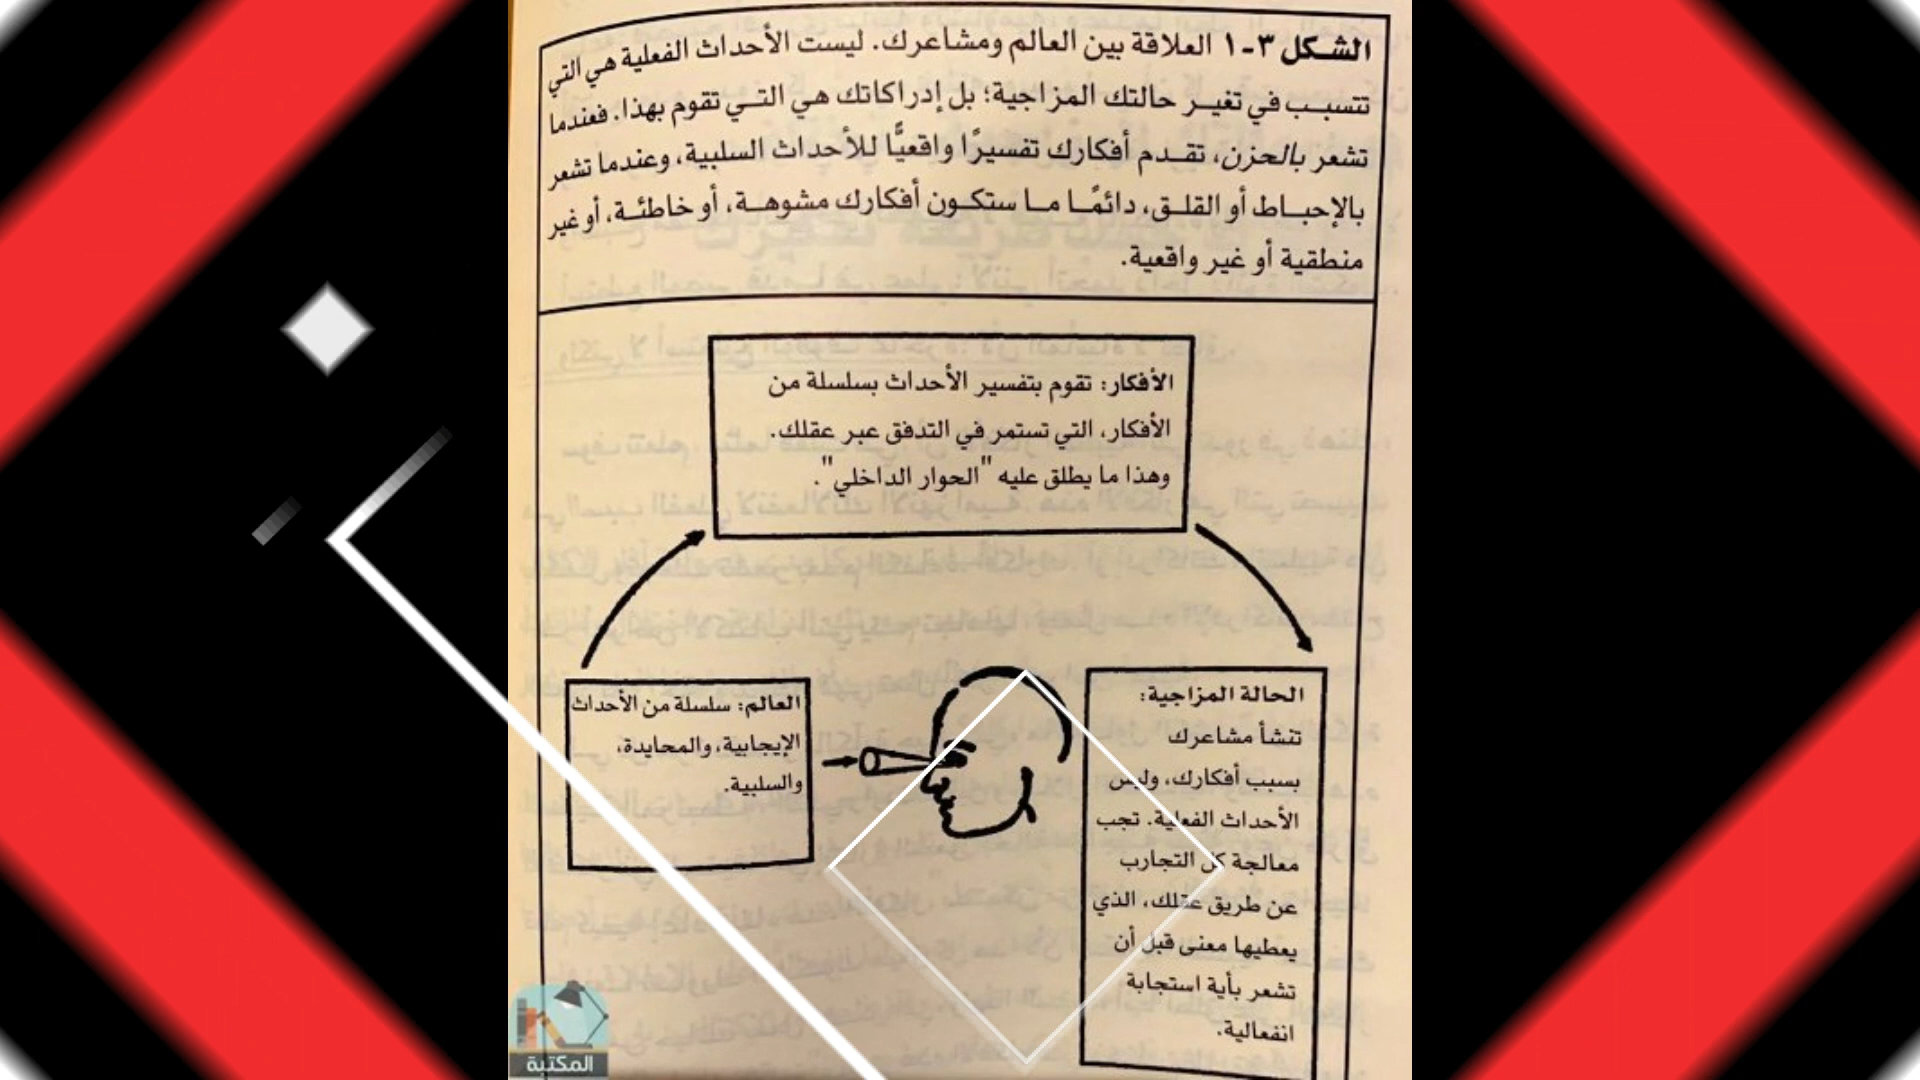 الشكل ٣-١ العلاقة بين العالم ومشاعرك. ليست الأحداث الفعلية هي التي
تتسبب في تغير حالتك المزاجية؛ بل إدراكاتك هي التي تقوم بهذا. فعندما
تشعر بالحزن، تقدم أفكارك تفسيرًا واقعيًّا للأحداث السلبية، وعندما تشعر
بالإحباط أو القلق، دائمًا ما ستكون أفكارك مشوهة، أو خاطئة، أو غير
منطقية أو غير واقعية.
الأفكار: تقوم بتفسير الأحداث بسلسلة من
الأفكار، التي تستمر في التدفق عبر عقلك.
وهذا ما يطلق عليه "الحوار الداخلي".
العالم: سلسلة من الأحداث
الإيجابية، والمحايدة،
والسلبية.
الحالة المزاجية:
تنشأ مشاعرك
بسبب أفكارك، وليس
الأحداث الفعلية. تجب
معالجة كل التجارب
عن طريق عقلك، الذي
يعطيها معنى قبل أن
تشعر بأية استجابة
انفعالية.
المكتبة